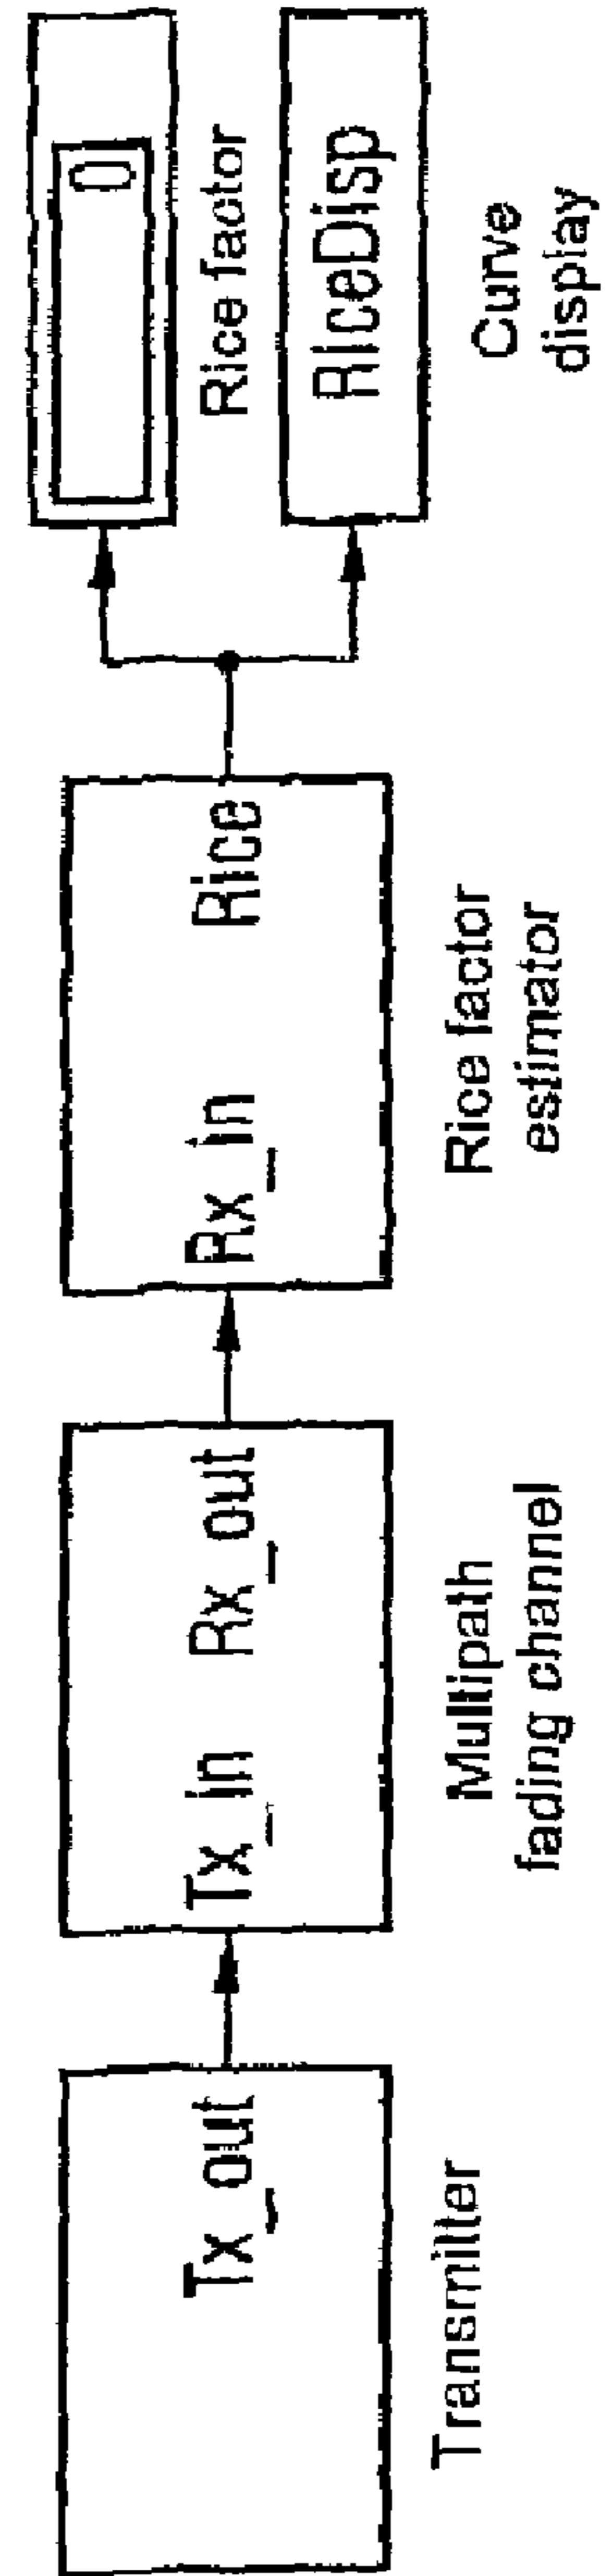 Tx_out
Transmitter
Tx_in Rx_out
Multipath
fading channel
Rx_in Rice
Rice factor
estimator
0
Rice factor
RiceDisp
Curve
display